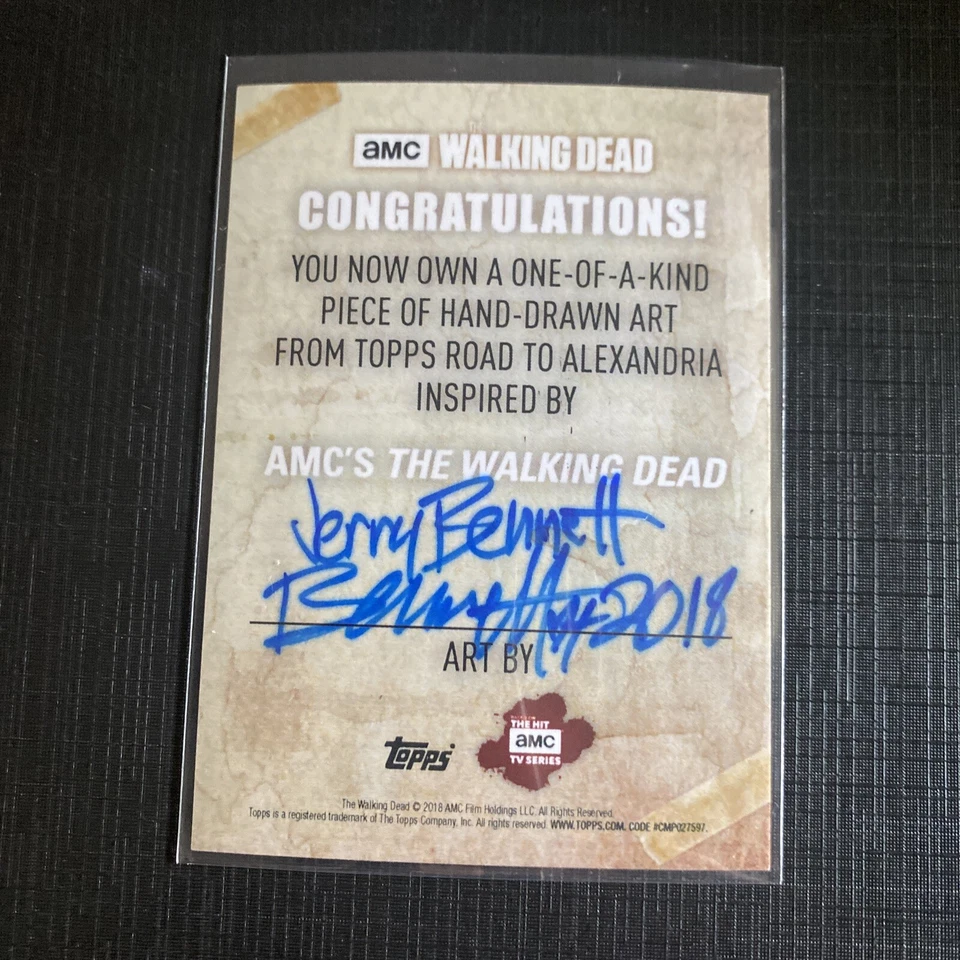 amc THE WALKING DEAD
CONGRATULATIONS!
YOU NOW OWN A ONE-OF-A-KIND
PIECE OF HAND-DRAWN ART
FROM TOPPS ROAD TO ALEXANDRIA
INSPIRED BY
AMC'S THE WALKING DEAD
Jerry Bennett
Bennett 2018
ART BY
topps
THE HIT
amc
TV SERIES
The Walking Dead © 2018 AMC Film Holdings LLC. All Rights Reserved.
Topps is a registered trademark of The Topps Company, Inc. All rights reserved. WWW.TOPPS.COM. CODE #CMP027597.